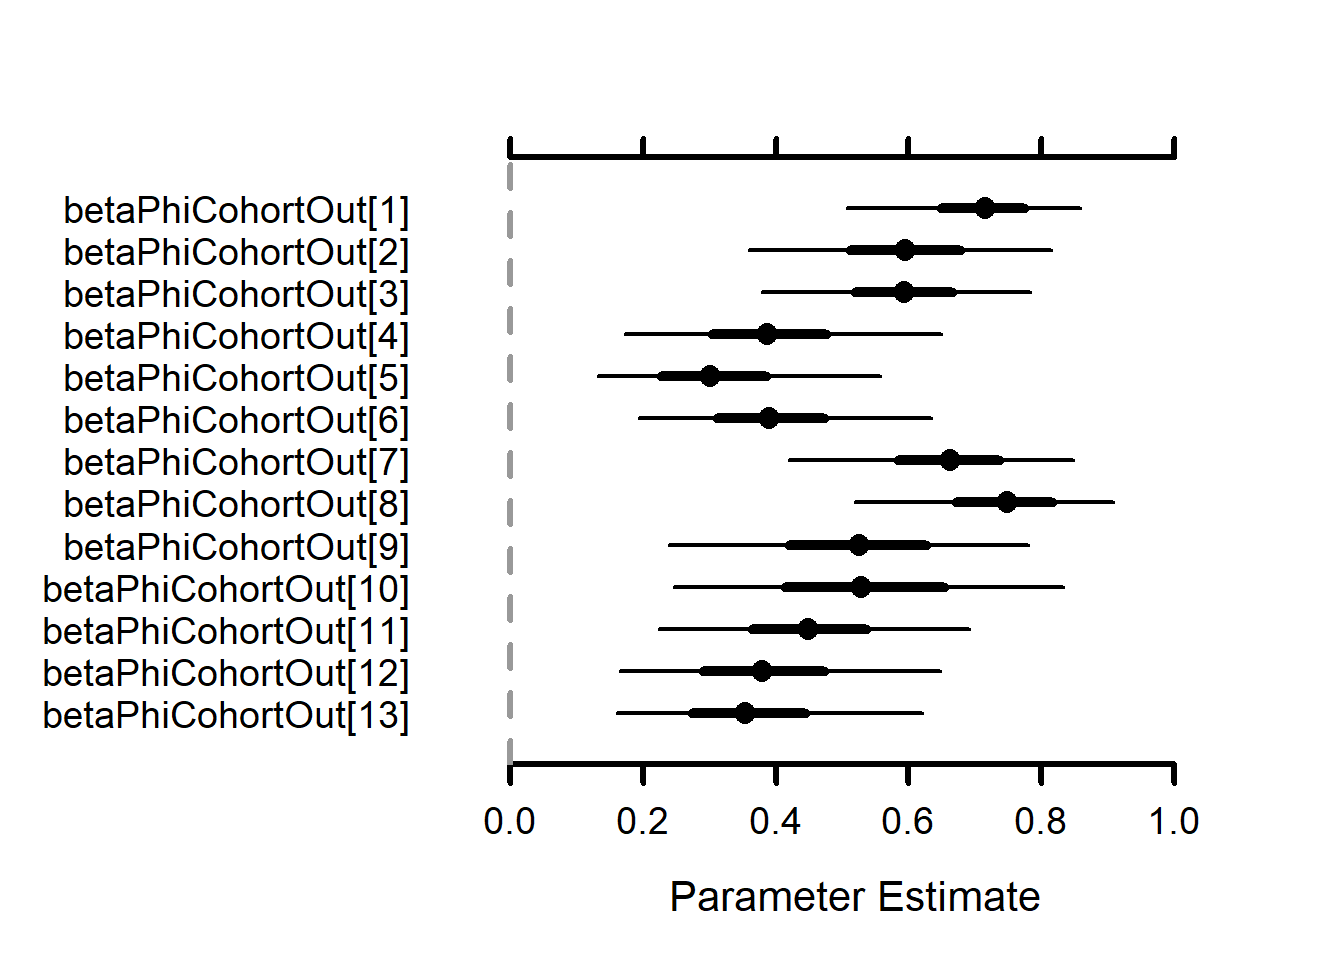 betaPhiCohortOut[1]
betaPhiCohortOut[2]
betaPhiCohortOut[3]
betaPhiCohortOut[4]
betaPhiCohortOut[5]
betaPhiCohortOut[6]
betaPhiCohortOut[7]
betaPhiCohortOut[8]
betaPhiCohortOut[9]
betaPhiCohortOut[10]
betaPhiCohortOut[11]
betaPhiCohortOut[12]
betaPhiCohortOut[13]
0.0 0.2 0.4 0.6 0.8 1.0
Parameter Estimate